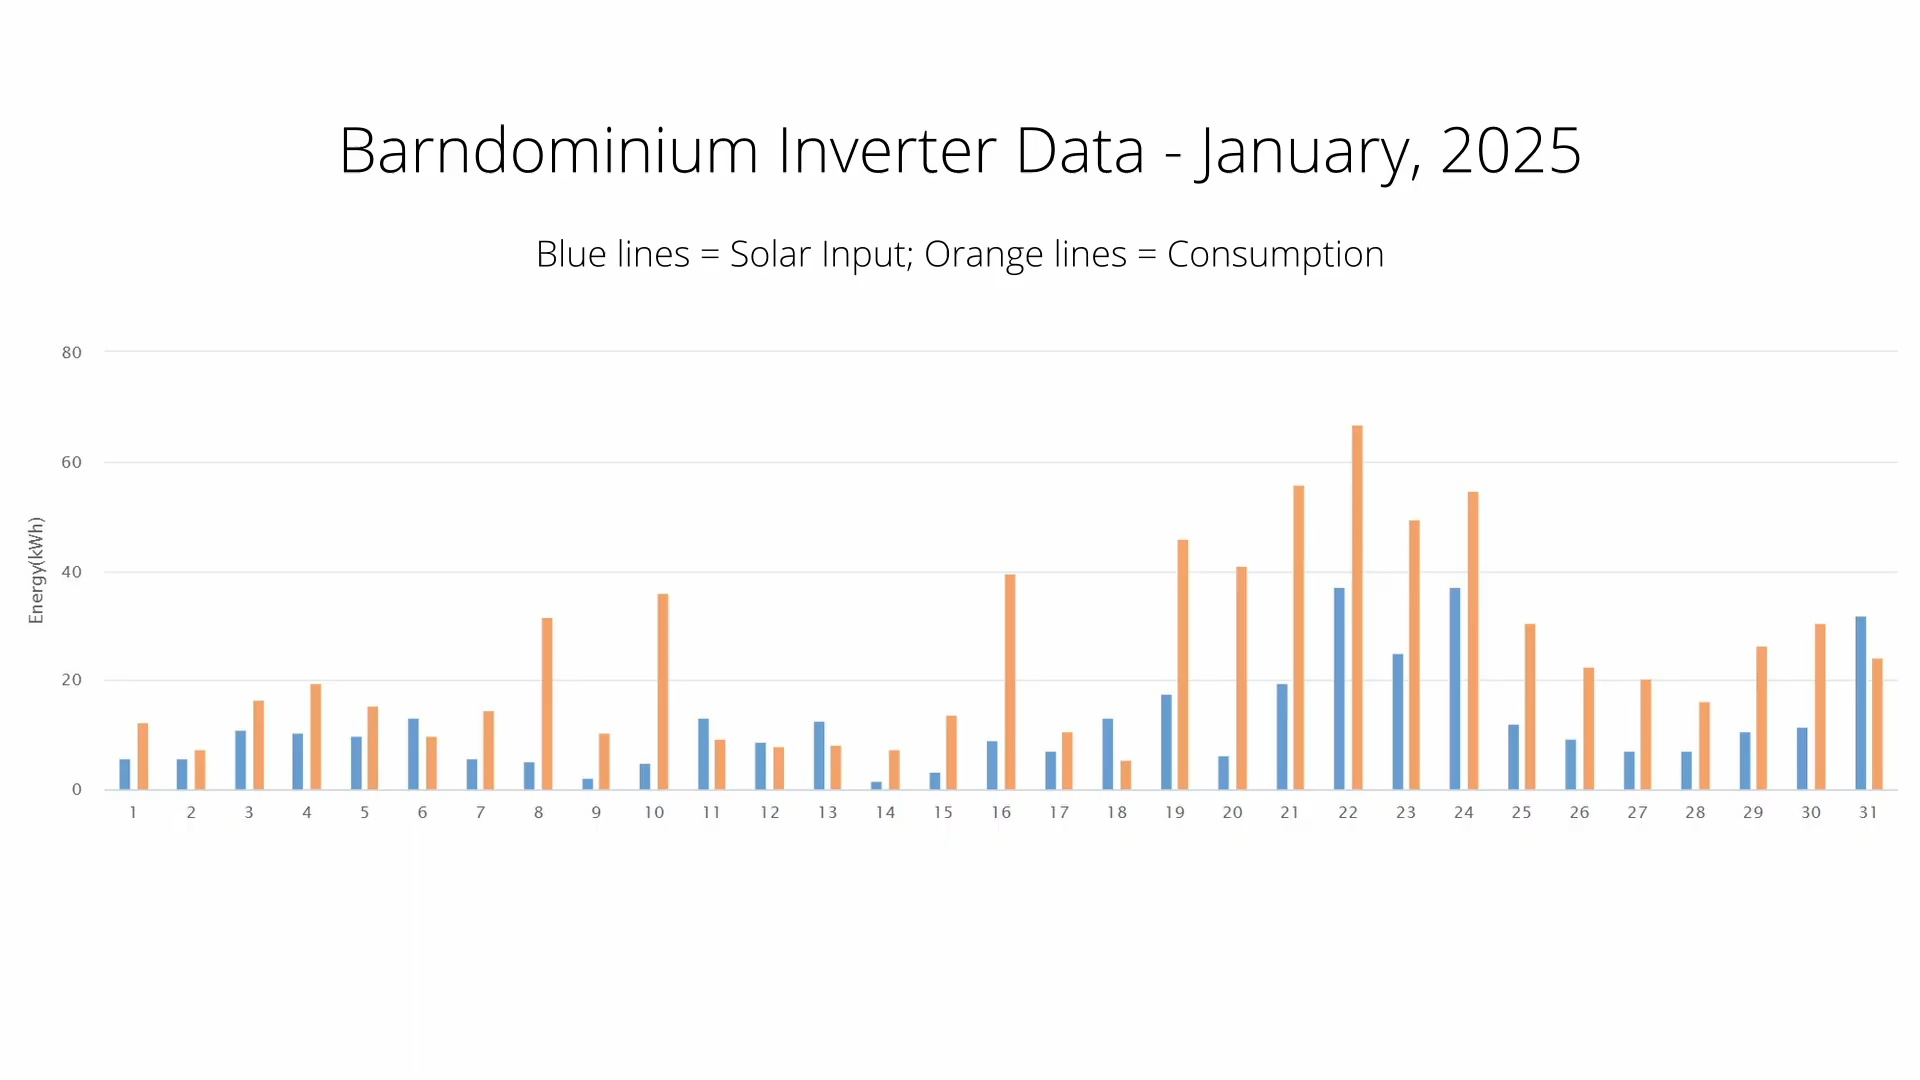 Barndominium Inverter Data - January, 2025
Blue lines = Solar Input; Orange lines = Consumption
80
60
40
20
0
Energy(kWh)
1 2 3 4 5 6 7 8 9 10 11 12 13 14 15 16 17 18 19 20 21 22 23 24 25 26 27 28 29 30 31